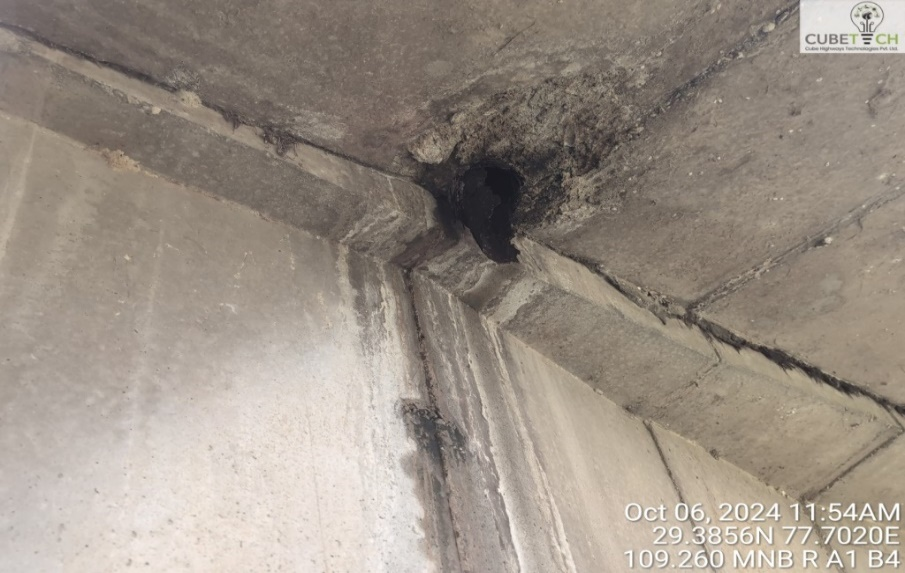 CUBETECH
Cube Highways Technologies Pvt. Ltd.
Oct 06, 2024 11:54AM
29.3856N 77.7020E
109.260 MNB R A1 B4